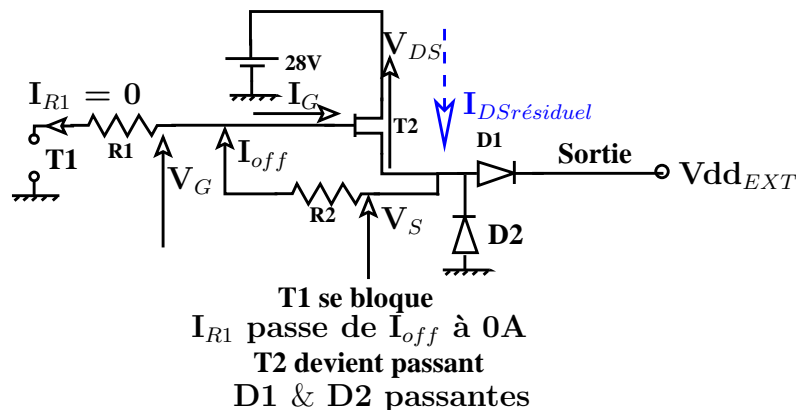 28V
V_DS
I_R1 = 0
I_G
I_DSrésiduel
T2
D1
T1
R1
I_off
Sortie
Vdd_EXT
V_G
R2
V_S
D2
T1 se bloque
I_R1 passe de I_off à 0A
T2 devient passant
D1 & D2 passantes